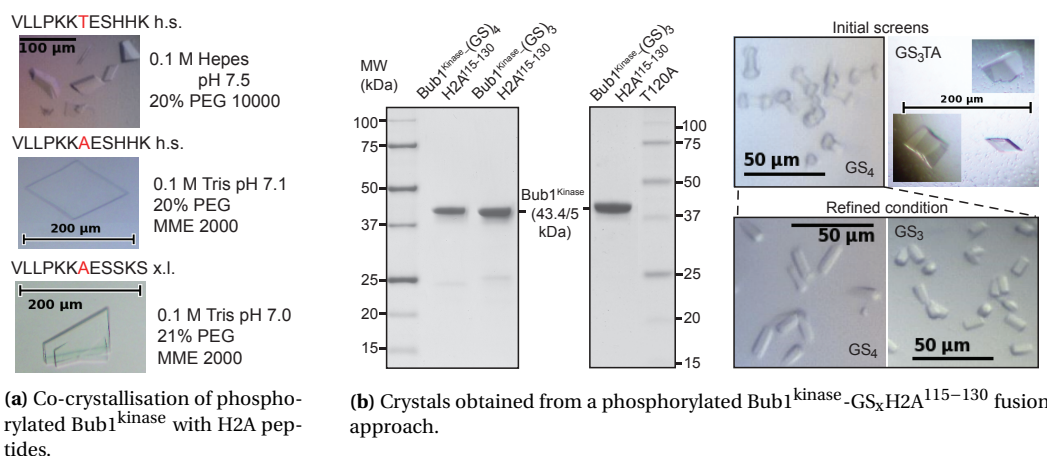 VLLPKKTESHHK h.s.
100 µm
0.1 M Hepes
pH 7.5
20% PEG 10000
VLLPKKAESHHK h.s.
0.1 Tris pH 7.1
20% PEG
MME 2000
200 µm
VLLPKKAESSKS x.l.
200 µm
0.1 M Tris pH 7.0
21% PEG
MME 2000
(a) Co-crystallisation of phospho-
rylated Bub1kinase with H2A pep-
tides.
b)
MW
(kDa)
Bub1Kinase-(GS)4
H2A115-130
Bub1Kinase-(GS)3
H2A115-130
100
75
50
37
25
20
15
Bub1Kinase
(43.4/5
kDa)
Bub1Kinase-(GS)3
H2A115-130
T120A
100
75
50
37
25
20
15
Initial screens
GS3TA
200 µm
50 µm
GS4
Refined condition
50 µm
GS3
GS4
50 µm
(b) Crystals obtained from a phosphorylated Bub1kinase-GSxH2A115−130 fusion
approach.